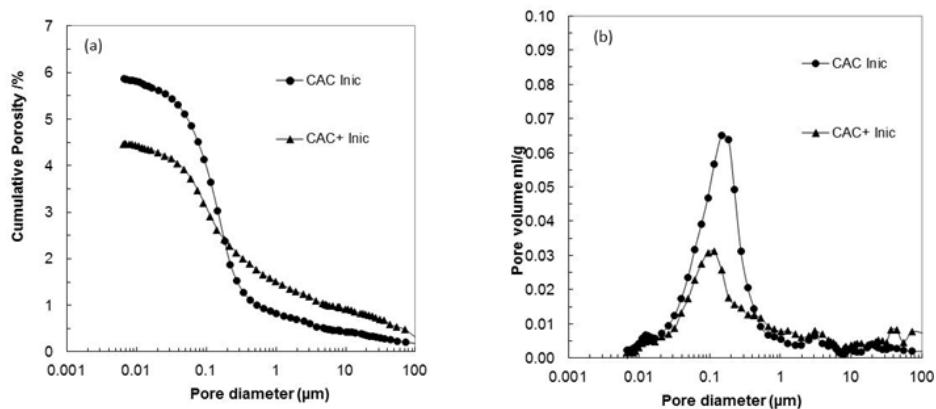 (a)
Cumulative Porosity /%
7
6
5
4
3
2
1
0
CAC Inic
CAC+ Inic
0.001 0.01 0.1 1 10 100
Pore diameter (µm)
(b)
Pore volume ml/g
0.10
0.09
0.08
0.07
0.06
0.05
0.04
0.03
0.02
0.01
0.00
CAC Inic
CAC+ Inic
0.001 0.01 0.1 1 10 100
Pore diameter (µm)